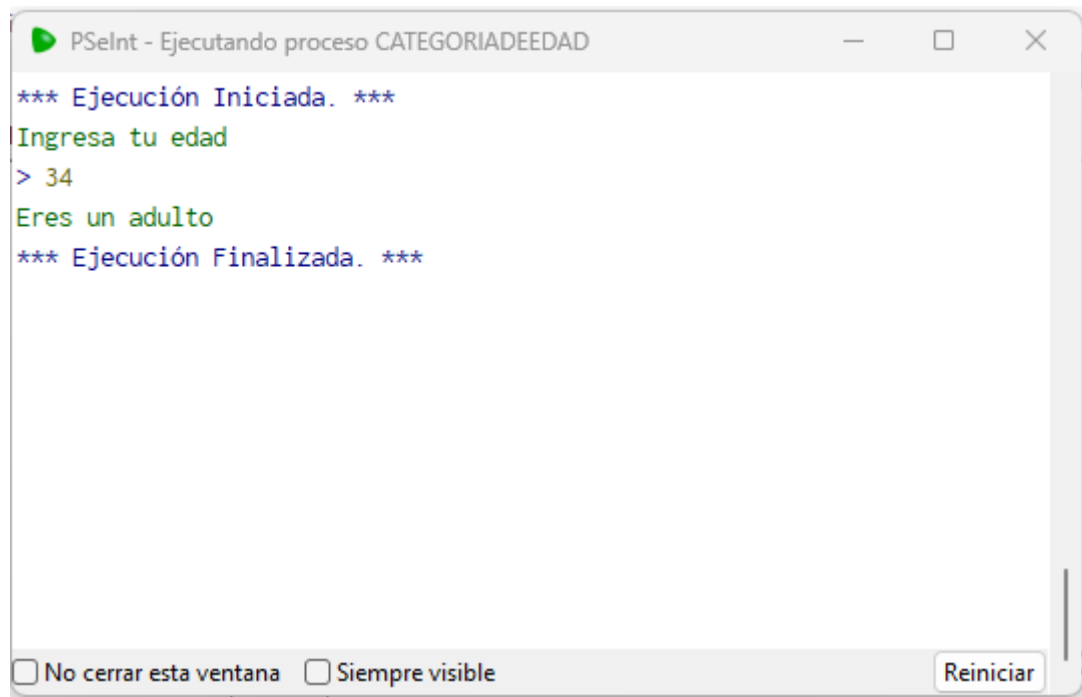 PSeInt - Ejecutando proceso CATEGORIADEEDAD
*** Ejecución Iniciada. ***
Ingresa tu edad
> 34
Eres un adulto
*** Ejecución Finalizada. ***
No cerrar esta ventana Siempre visible Reiniciar